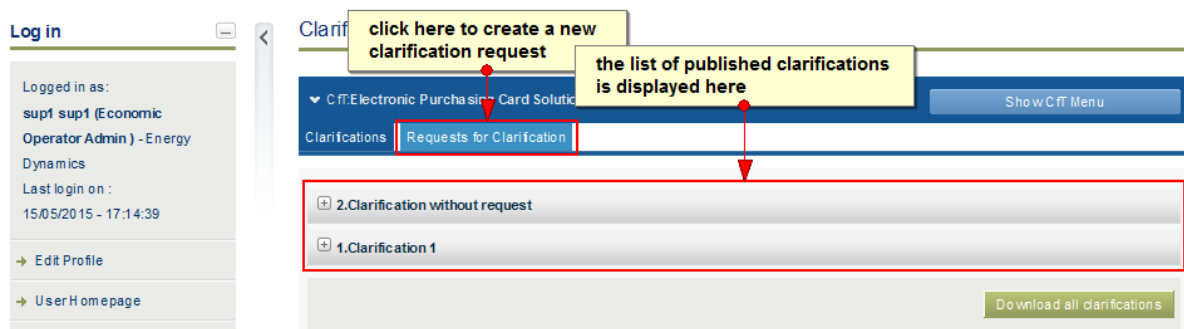 Log in
Logged in as:
sup1 sup1 (Economic
Operator Admin ) - Energy
Dynamics
Last login on :
15/05/2015 - 17:14:39
Edit Profile
User Homepage
Clarif
click here to create a new
clarification request
the list of published clarifications
is displayed here
CfT:Electronic Purchasing Card Solutio
Show CfT Menu
Clarifications
Requests for Clarification
2.Clarification without request
1.Clarification 1
Download all clarifications